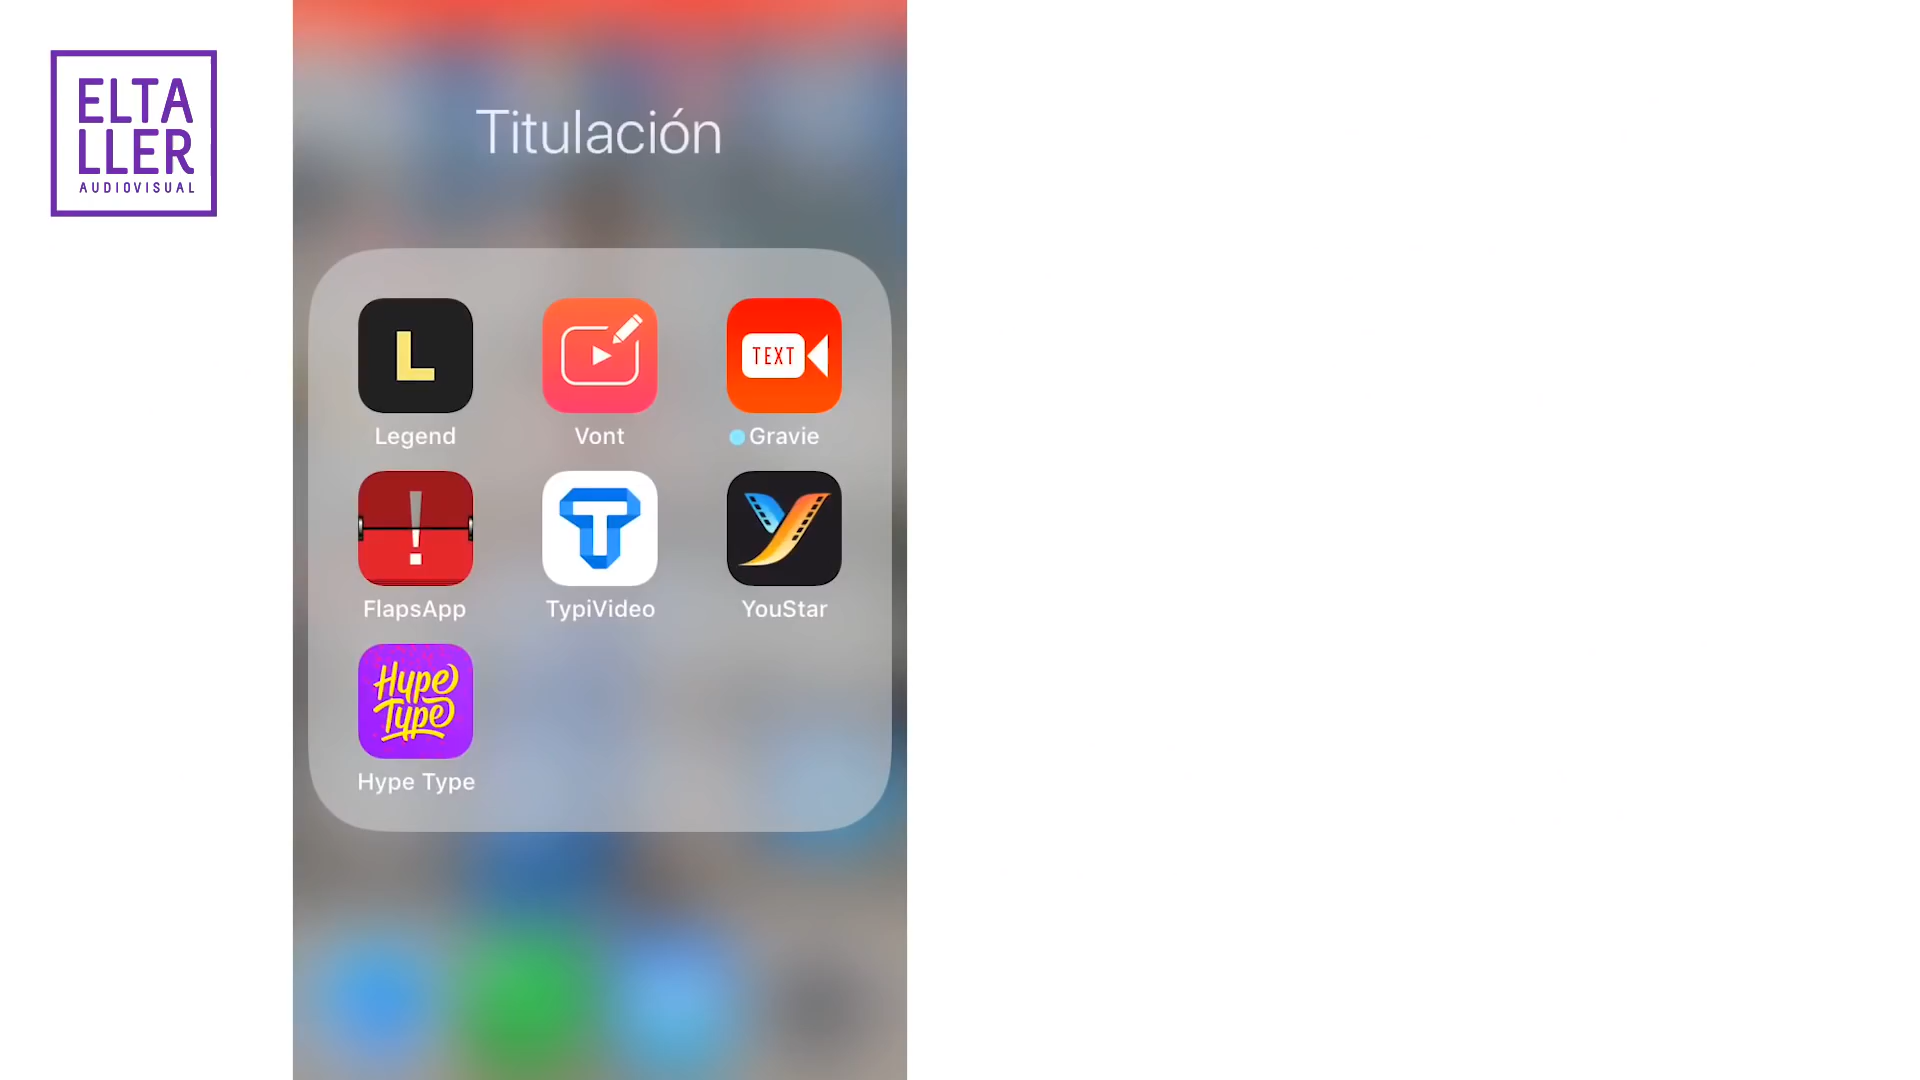 ELTA
LLER
AUDIOVISUAL
Titulación
L
TEXT
Legend
Vont
Gravie
!
T
Y
FlapsApp
TypiVideo
YouStar
Hype
Type
Hype Type